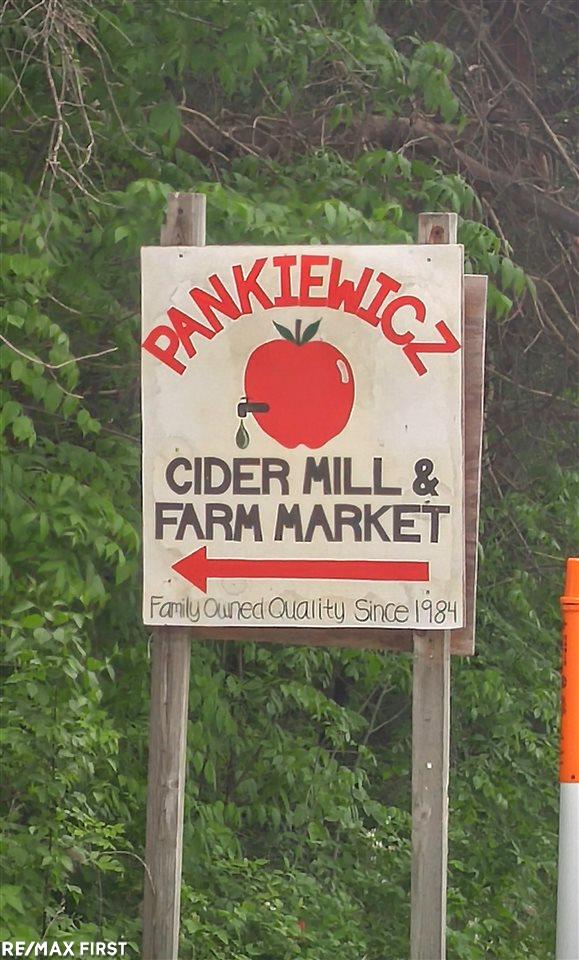 PANKIEWICZ
CIDER MILL &
FARM MARKET
Family Owned Quality Since 1984
RE/MAX FIRST